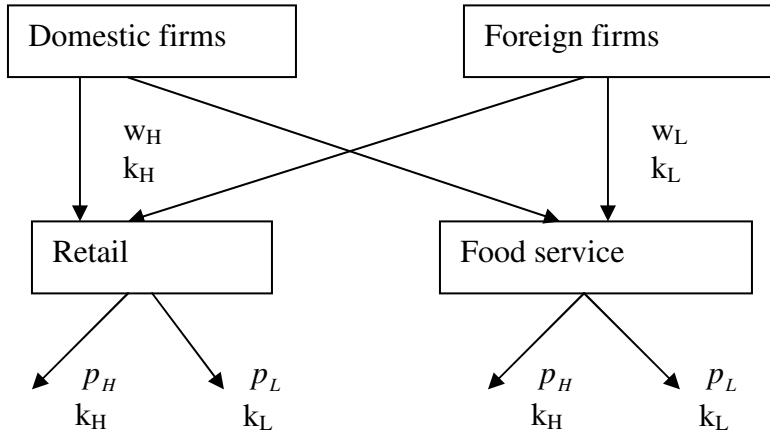 Domestic firms
Foreign firms
w_H
k_H
w_L
k_L
Retail
Food service
p_H
k_H
p_L
k_L
p_H
k_H
p_L
k_L